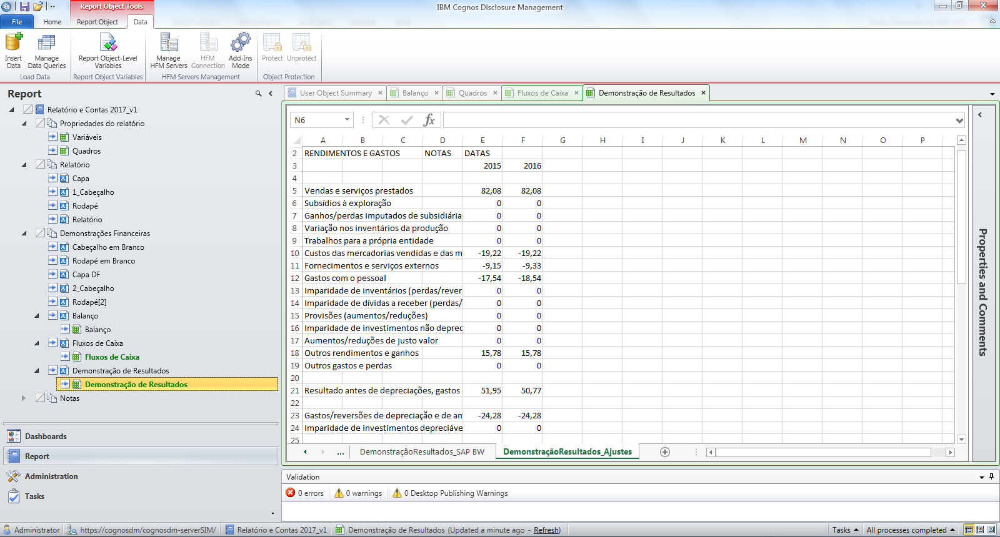 Report Object Tools
IBM Cognos Disclosure Management
File
Home
Report Object
Data
Insert Data
Manage Data Queries
Report Object-Level Variables
Manage HFM Servers
HFM Connection
Add-Ins Mode
Protect
Unprotect
Load Data
Report Object Variables
HFM Servers Management
Object Protection
Report
Relatório e Contas 2017_v1
Propriedades do relatório
Variáveis
Quadros
Relatório
Capa
1_Cabeçalho
Rodapé
Relatório
Demonstrações Financeiras
Cabeçalho em Branco
Rodapé em Branco
Capa DF
2_Cabeçalho
Rodapé[2]
Balanço
Balanço
Fluxos de Caixa
Fluxos de Caixa
Demonstração de Resultados
Demonstração de Resultados
Notas
Dashboards
Report
Administration
Tasks
User Object Summary ×
Balanço ×
Quadros ×
Fluxos de Caixa ×
Demonstração de Resultados ×
N6
fx
A B C D E F G H I J K L M N O P
2 RENDIMENTOS E GASTOS NOTAS DATAS
3 2015 2016
4
5 Vendas e serviços prestados 82,08 82,08
6 Subsídios à exploração 0 0
7 Ganhos/perdas imputados de subsidiária 0 0
8 Variação nos inventários da produção 0 0
9 Trabalhos para a própria entidade 0 0
10 Custos das mercadorias vendidas e das m -19,22 -19,22
11 Fornecimentos e serviços externos -9,15 -9,33
12 Gastos com o pessoal -17,54 -18,54
13 Imparidade de inventários (perdas/rever 0 0
14 Imparidade de dívidas a receber (perdas/ 0 0
15 Provisões (aumentos/reduções) 0 0
16 Imparidade de investimentos não deprec 0 0
17 Aumentos/reduções de justo valor 0 0
18 Outros rendimentos e ganhos 15,78 15,78
19 Outros gastos e perdas 0 0
20
21 Resultado antes de depreciações, gastos 51,95 50,77
22
23 Gastos/reversões de depreciação e de am -24,28 -24,28
24 Imparidade de investimentos depreciáve 0 0
25
... DemonstraçãoResultados_SAP BW DemonstraçãoResultados_Ajustes
Properties and Comments
Validation
0 errors 0 warnings 0 Desktop Publishing Warnings
Administrator https://cognosdm/cognosdm-serverSIM/ Relatório e Contas 2017_v1 Demonstração de Resultados (Updated a minute ago - Refresh) Tasks All processes completed